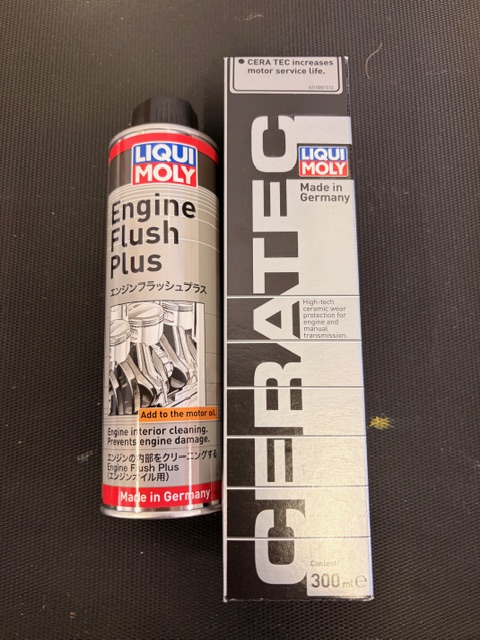 LIQUI
MOLY
Engine
Flush
Plus
エンジンフラッシュプラス
Add to the motor oil.
Engine interior cleaning.
Prevents engine damage.
エンジンの内部をクリーニングする
Engine Flush Plus
(エンジンオイル用)
Made in Germany
CERA TEC increases
motor service life.
LIQUI
MOLY
Made in
Germany
High-tech
ceramic wear
protection for
engine and
manual
transmission.
CERATEC
Content:
300 ml e